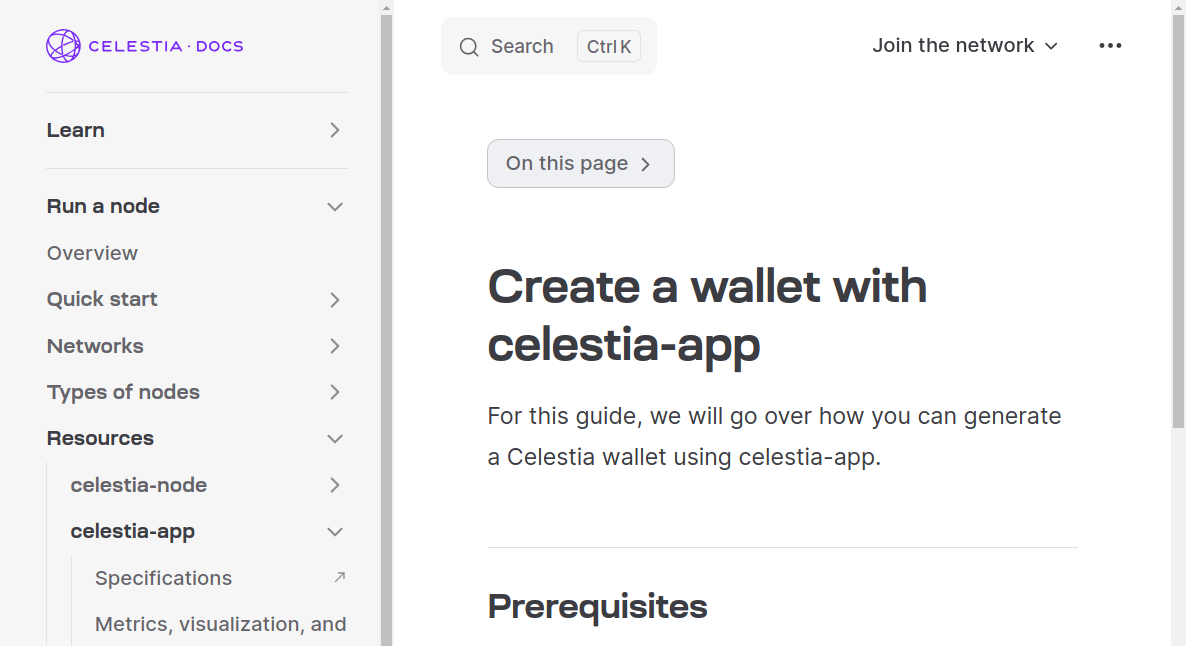 CELESTIA · DOCS
Learn
Run a node
Overview
Quick start
Networks
Types of nodes
Resources
celestia-node
celestia-app
Specifications
Metrics, visualization, and
Search
Ctrl K
Join the network
On this page
Create a wallet with
celestia-app
For this guide, we will go over how you can generate
a Celestia wallet using celestia-app.
Prerequisites